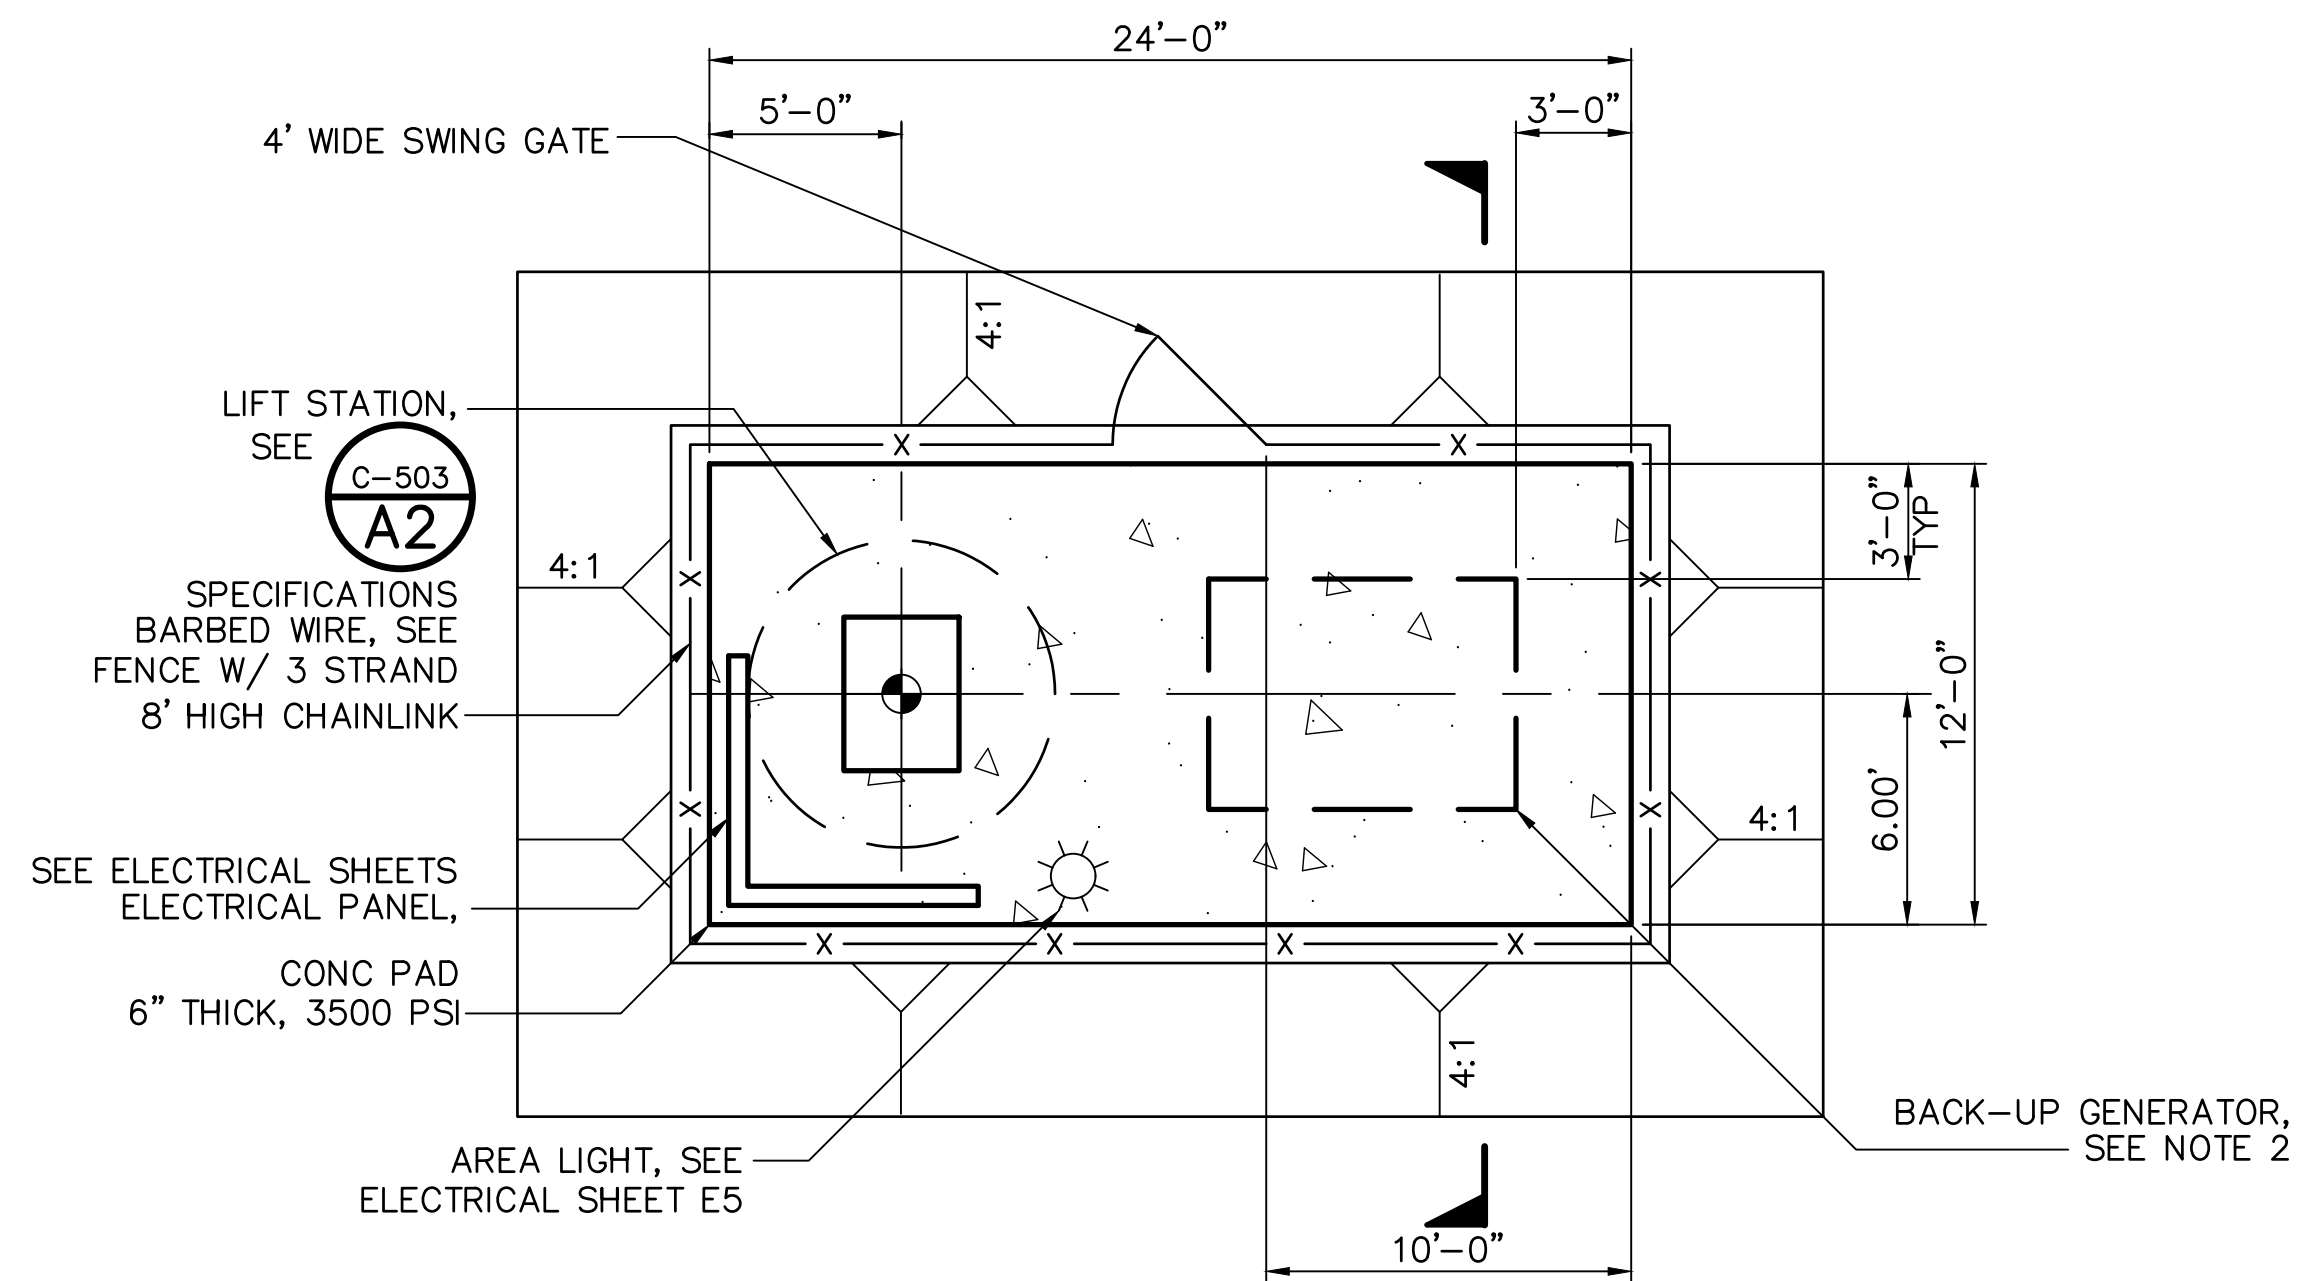 24'-0"
5'-0"
3'-0"
4' WIDE SWING GATE
4:1
LIFT STATION,
SEE
C-503
A2
X
X
3'-0"
TYP
4:1
X
X
SPECIFICATIONS
BARBED WIRE, SEE
FENCE W/ 3 STRAND
8' HIGH CHAINLINK
12'-0"
6.00'
X
X
4:1
SEE ELECTRICAL SHEETS
ELECTRICAL PANEL,
X
X
X
X
CONC PAD
6" THICK, 3500 PSI
4:1
BACK-UP GENERATOR,
SEE NOTE 2
AREA LIGHT, SEE
ELECTRICAL SHEET E5
10'-0"